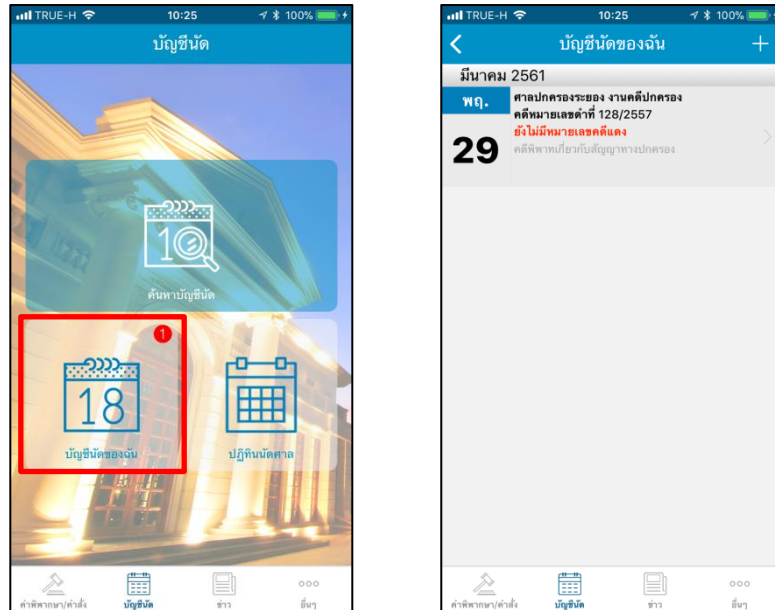 TRUE-H 10:25 100%
บัญชีนัด
10
ค้นหาบัญชีนัด
1
18
บัญชีนัดของฉัน ปฏิทินนัดศาล
คำพิพากษา/คำสั่ง บัญชีนัด ข่าว อื่นๆ
TRUE-H 10:25 100%
บัญชีนัดของฉัน
มีนาคม 2561
พฤ.
29
ศาลปกครองระยอง งานคดีปกครอง
คดีหมายเลขดำที่ 128/2557
ยังไม่มีหมายเลขคดีแดง
คดีพิพาทเกี่ยวกับสัญญาทางปกครอง
คำพิพากษา/คำสั่ง บัญชีนัด ข่าว อื่นๆ